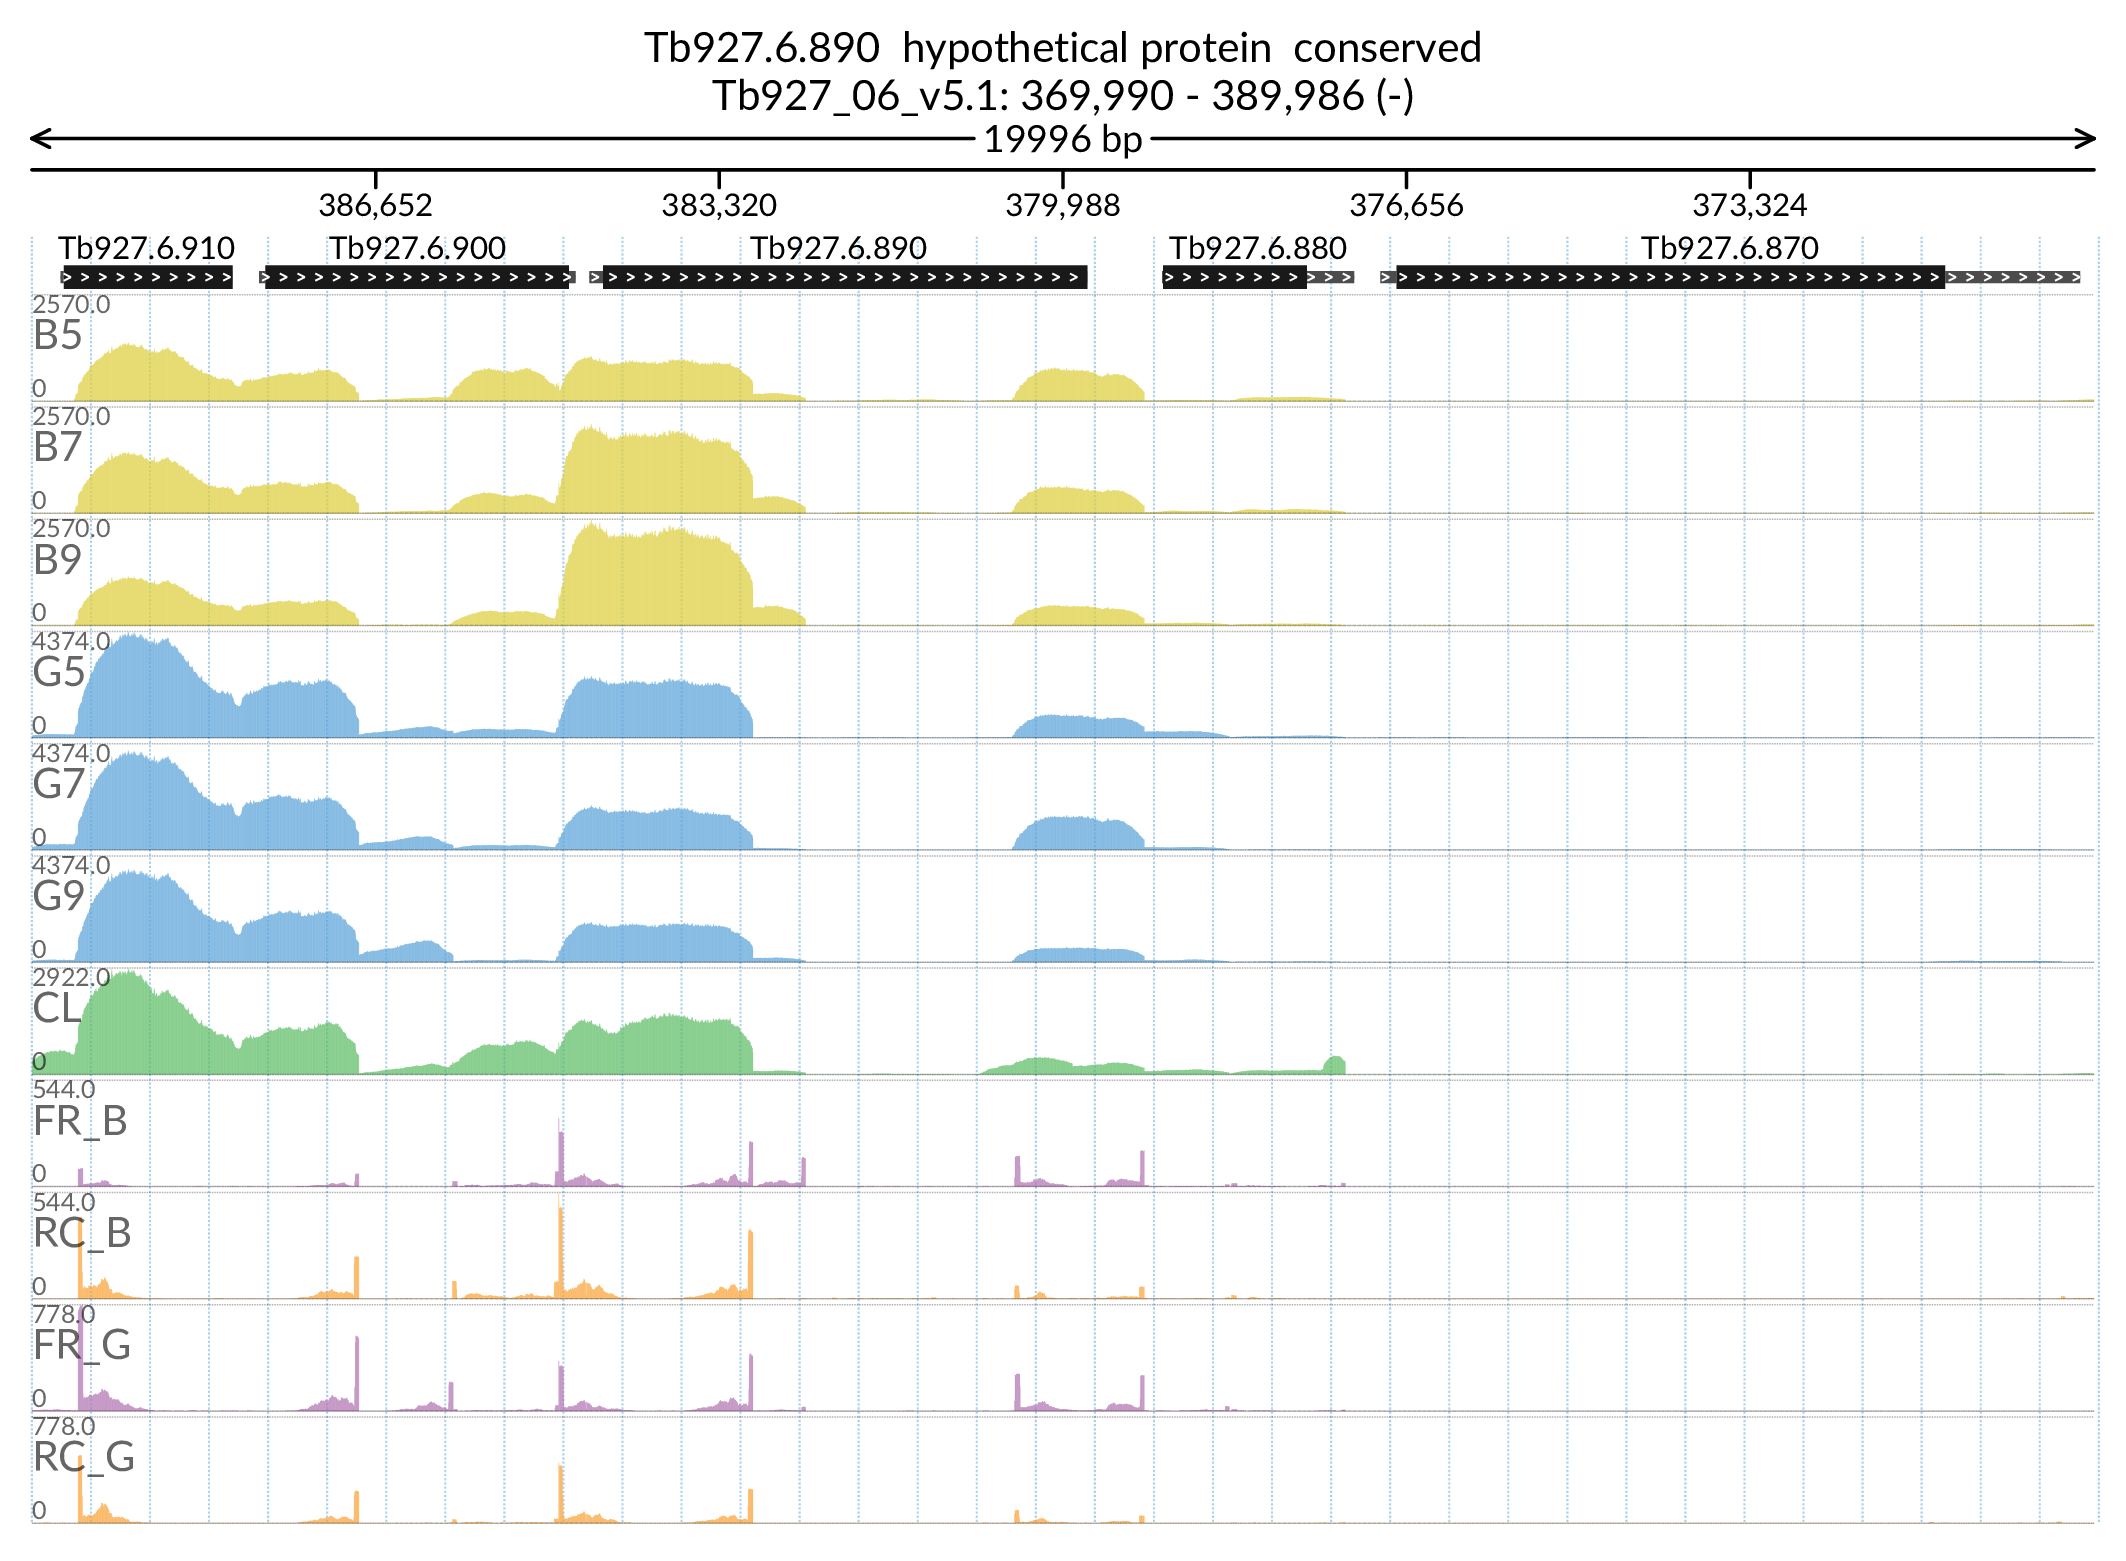 Tb927.6.890  hypothetical protein  conserved
Tb927_06_v5.1: 369,990 - 389,986 (-)
19996 bp
386,652 383,320 379,988 376,656 373,324
Tb927.6.910 Tb927.6.900 Tb927.6.890 Tb927.6.880 Tb927.6.870
2570.0
B5
0
2570.0
B7
0
2570.0
B9
0
4374.0
G5
0
4374.0
G7
0
4374.0
G9
0
2922.0
CL
0
544.0
FR_B
0
544.0
RC_B
0
778.0
FR_G
0
778.0
RC_G
0